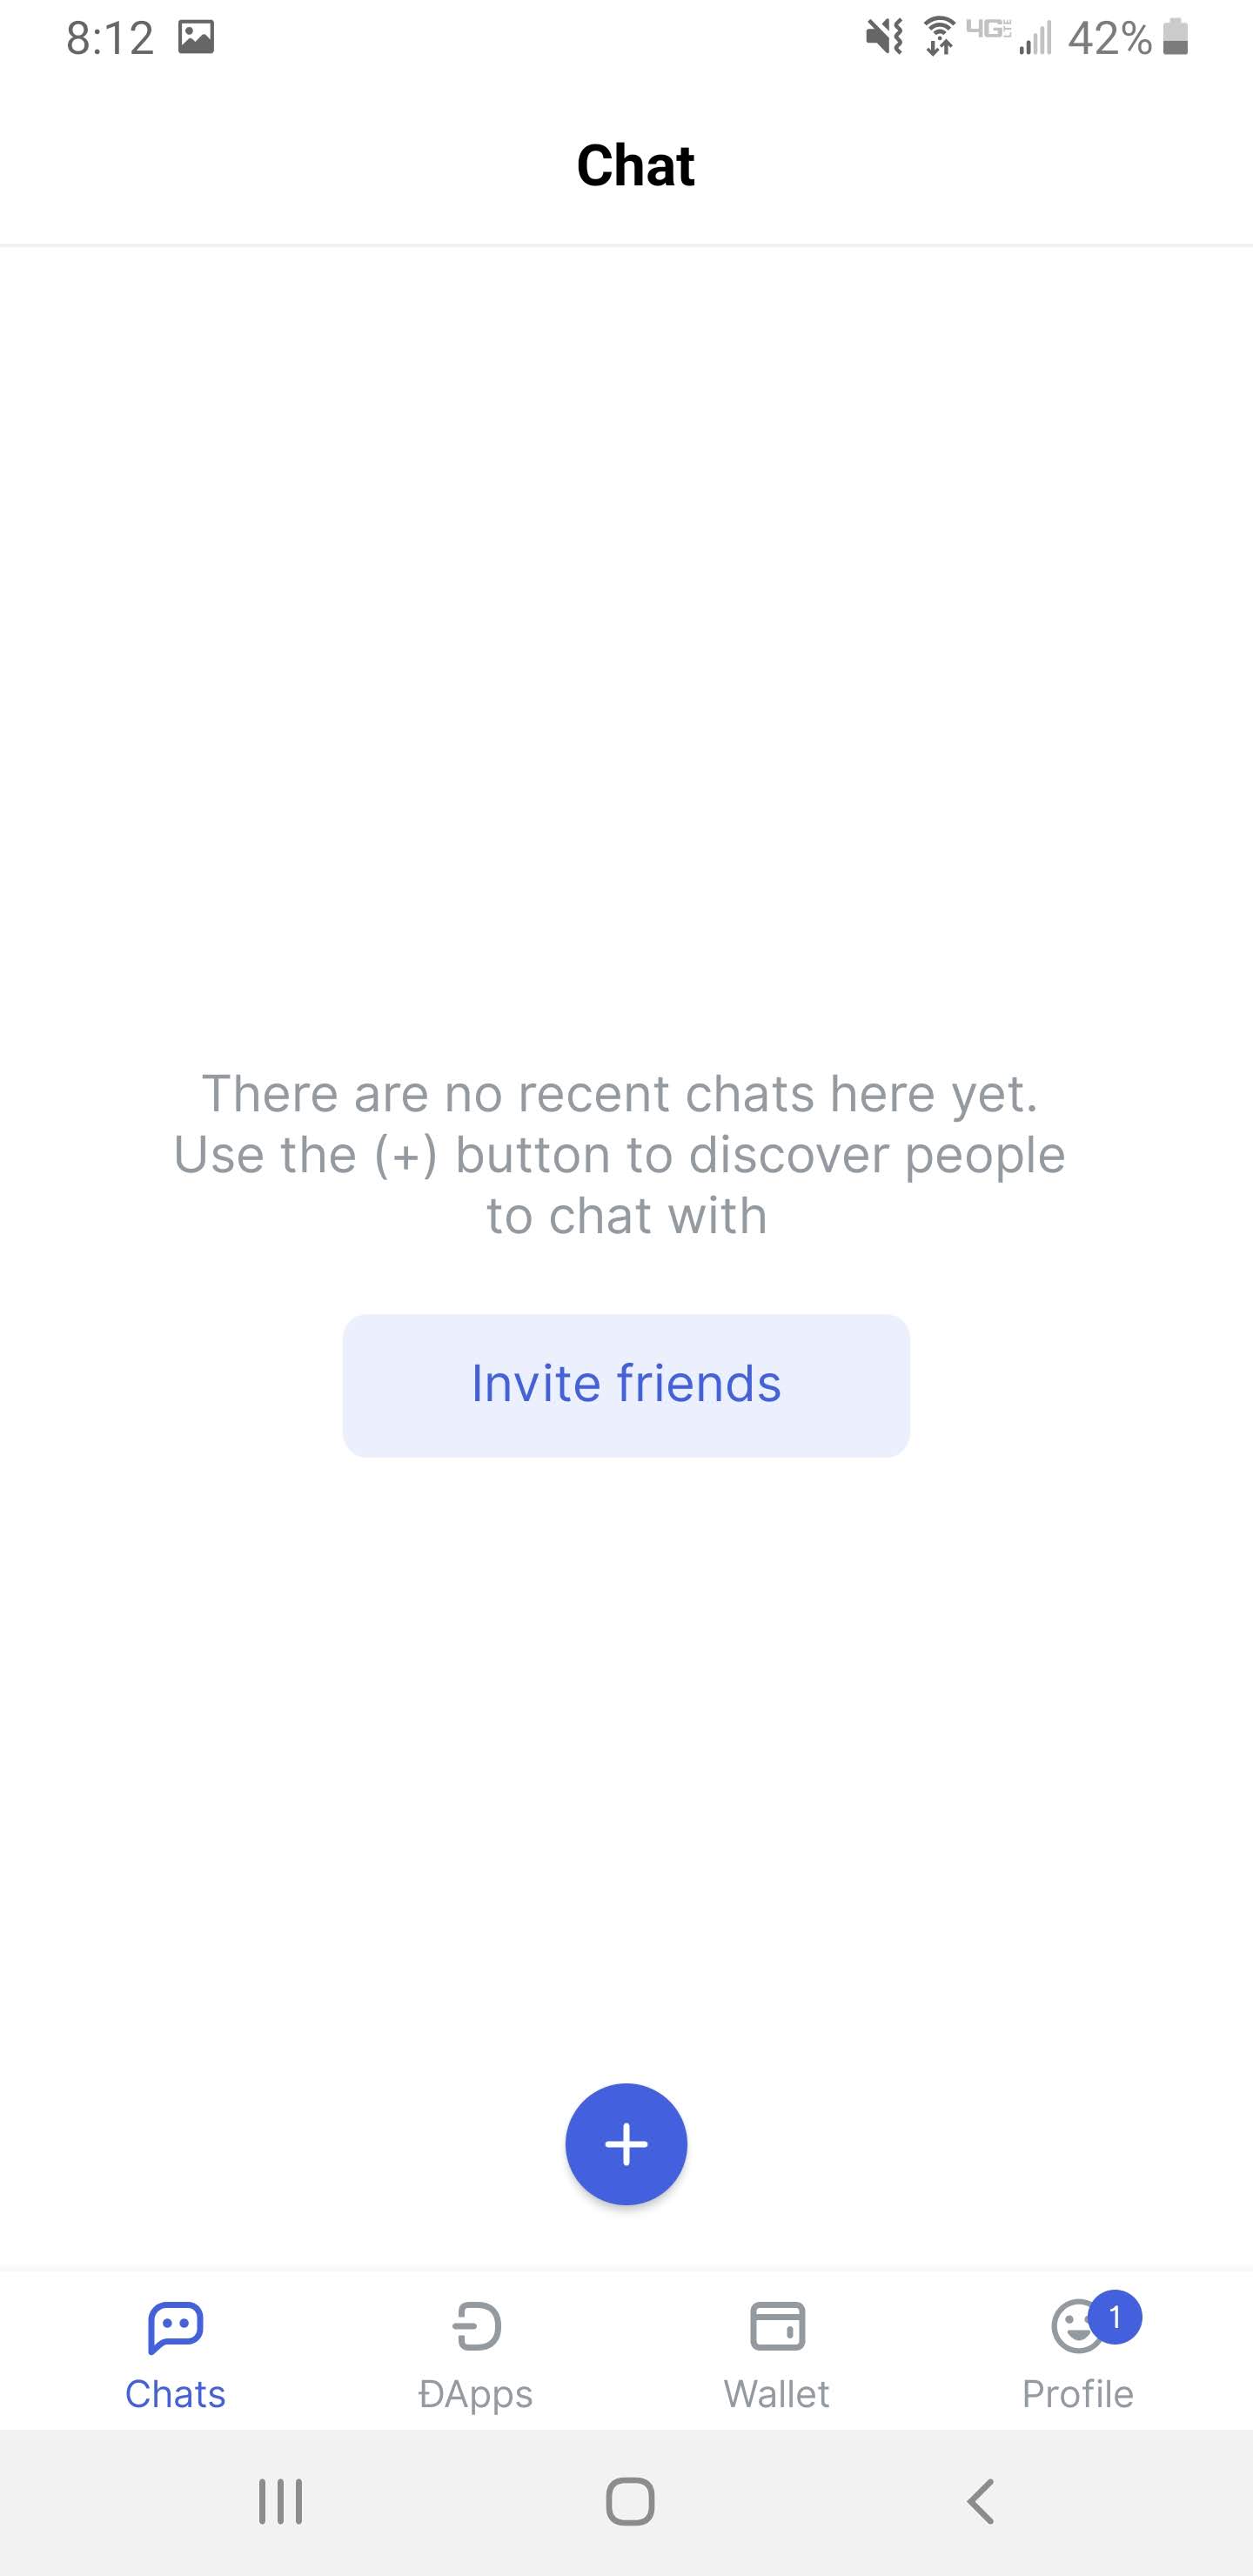 8:12 4G LTE 42%
Chat
There are no recent chats here yet.
Use the (+) button to discover people
to chat with
Invite friends
1
Chats ĐApps Wallet Profile